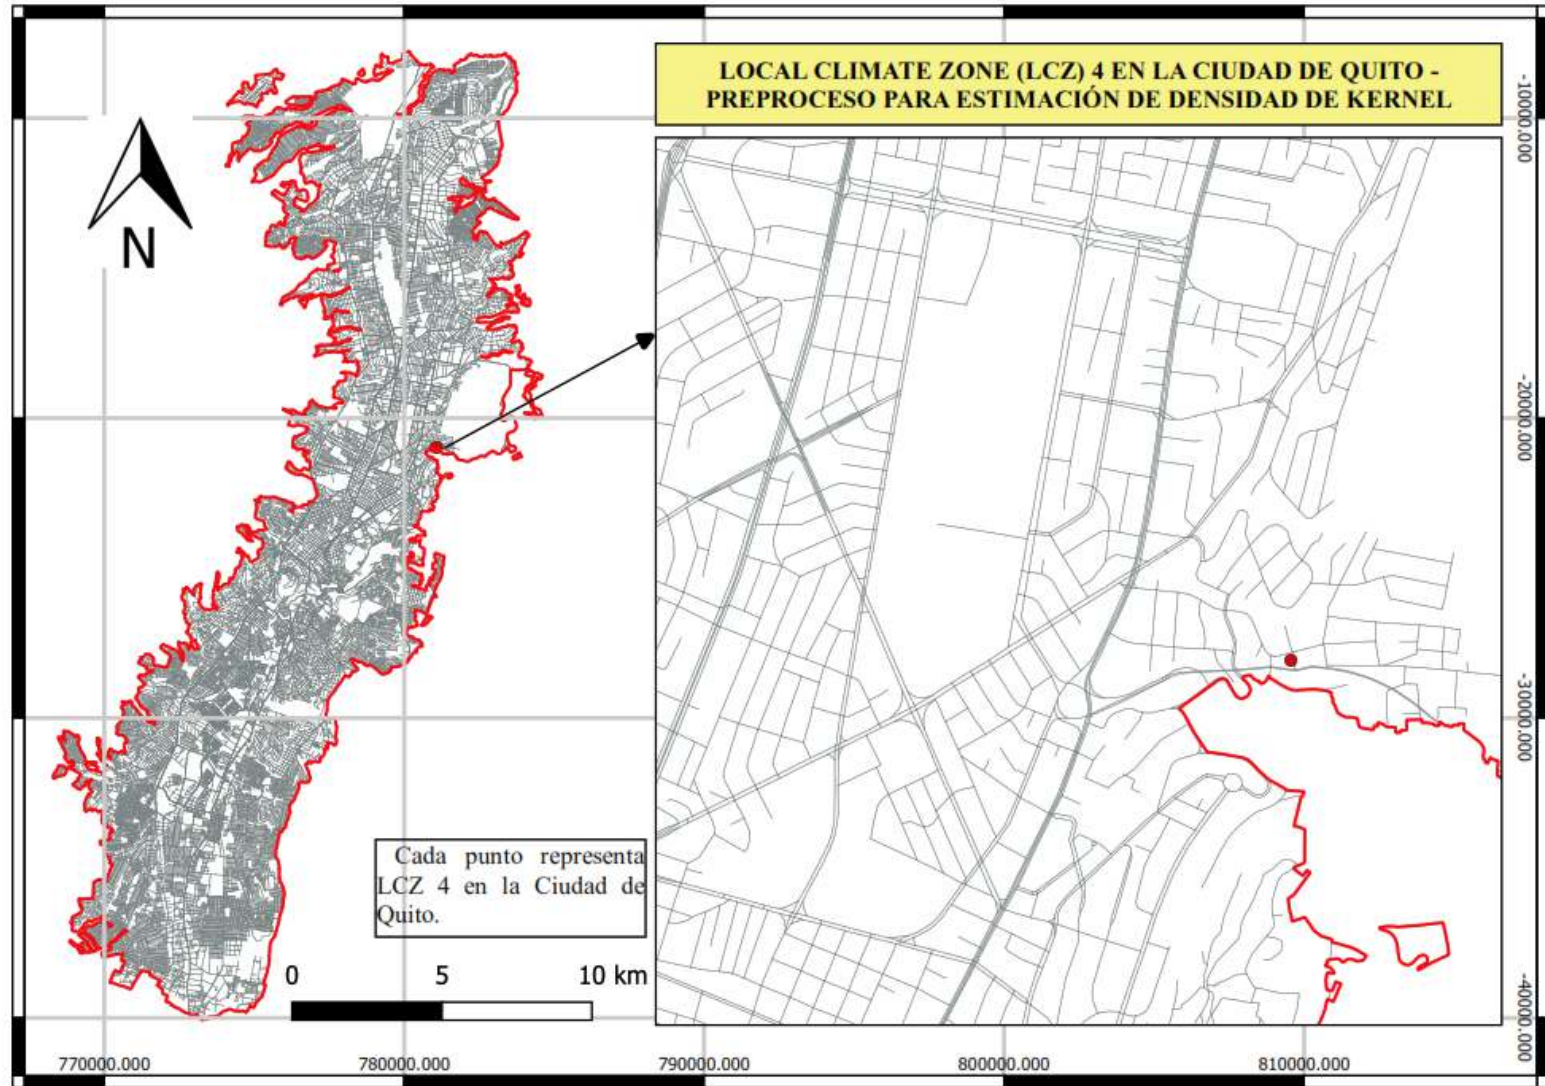 LOCAL CLIMATE ZONE (LCZ) 4 EN LA CIUDAD DE QUITO -
PREPROCESO PARA ESTIMACIÓN DE DENSIDAD DE KERNEL
N
-10000.000
-20000.000
-30000.000
-40000.000
Cada punto representa
LCZ 4 en la Ciudad de
Quito.
0 5 10 km
770000.000 780000.000 790000.000 800000.000 810000.000